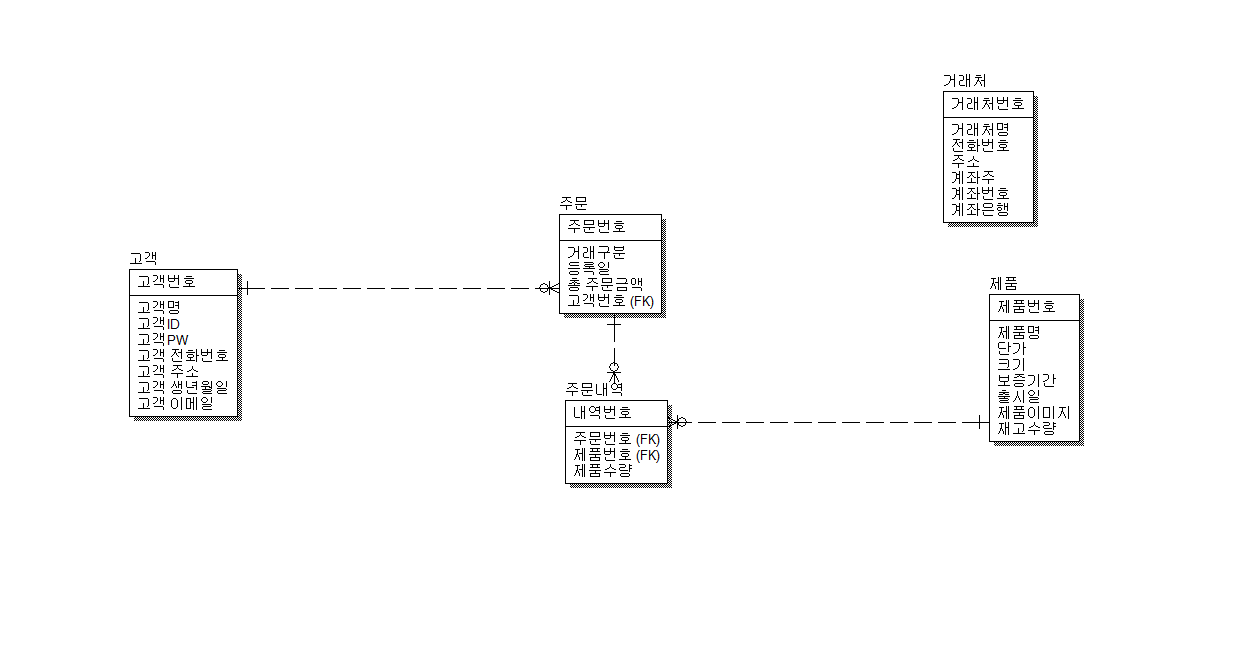 거래처
거래처번호
거래처명
전화번호
주소
계좌주
계좌번호
계좌은행
주문
주문번호
거래구분
등록일
총 주문금액
고객번호 (FK)
고객
고객번호
고객명
고객ID
고객PW
고객 전화번호
고객 주소
고객 생년월일
고객 이메일
제품
제품번호
제품명
단가
크기
보증기간
출시일
제품이미지
재고수량
주문내역
내역번호
주문번호 (FK)
제품번호 (FK)
제품수량